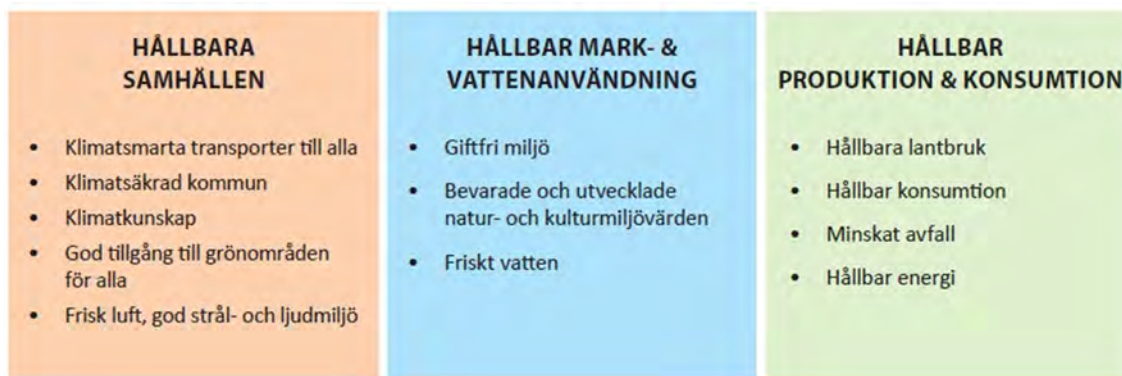 HÅLLBARA
SAMHÄLLEN
• Klimatsmarta transporter till alla
• Klimatsäkrad kommun
• Klimatkunskap
• God tillgång till grönområden
för alla
• Frisk luft, god strål- och ljudmiljö
HÅLLBAR MARK- &
VATTENANVÄNDNING
• Giftfri miljö
• Bevarade och utvecklade
natur- och kulturmiljövärden
• Friskt vatten
HÅLLBAR
PRODUKTION & KONSUMTION
• Hållbara lantbruk
• Hållbar konsumtion
• Minskat avfall
• Hållbar energi